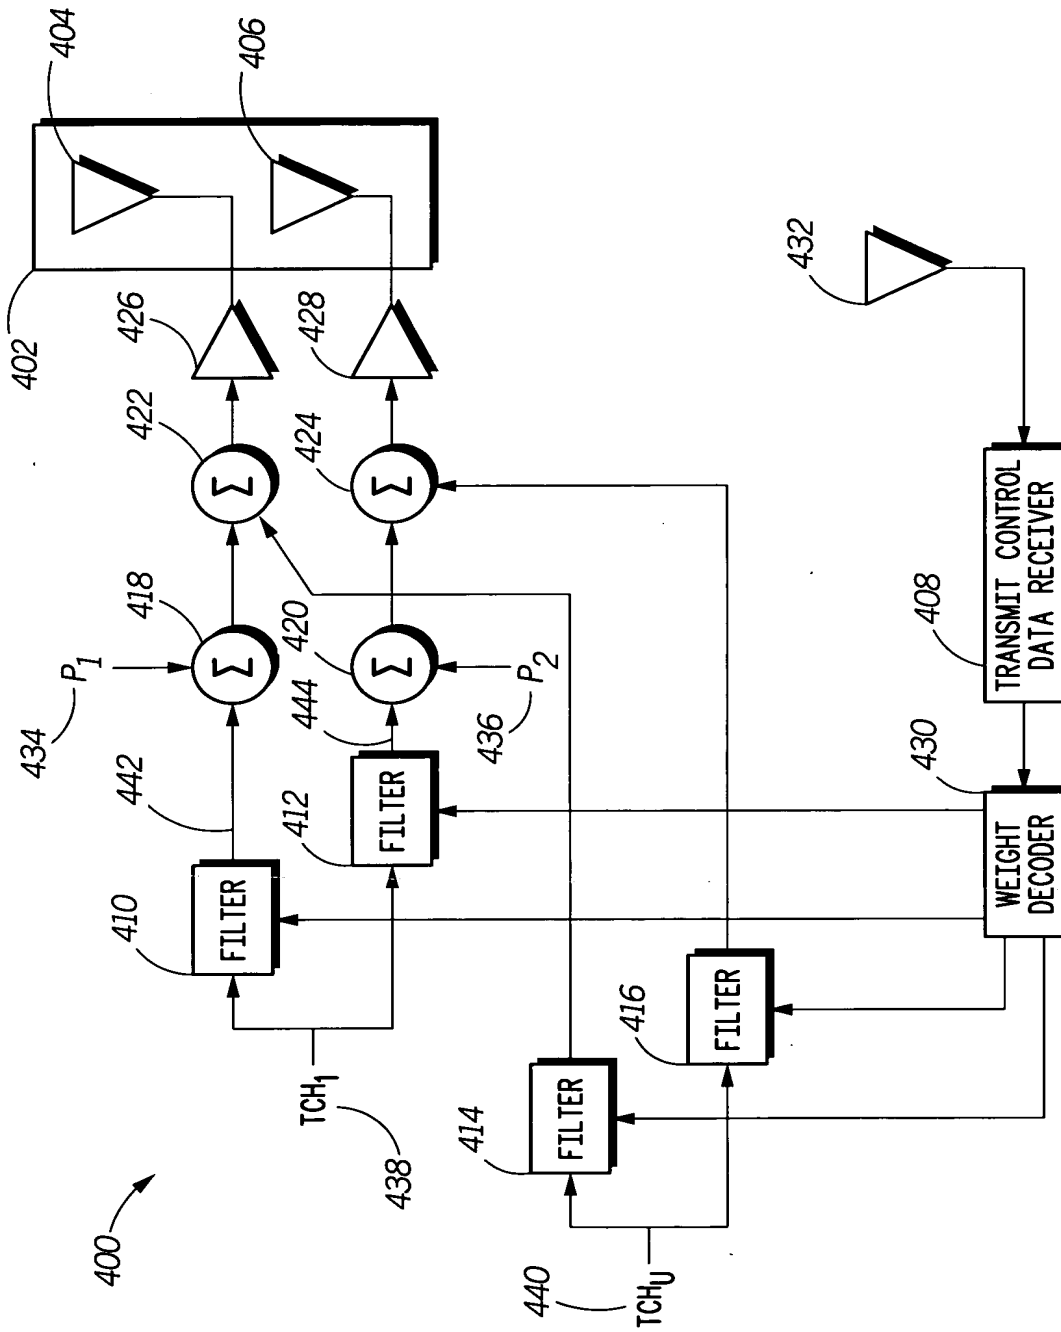 400
402
404
406
426
428
422
424
418
420
434
P1
442
444
436
P2
410
FILTER
412
FILTER
TCH1
438
414
FILTER
416
FILTER
440
TCHU
432
TRANSMIT CONTROL
DATA RECEIVER
408
WEIGHT
DECODER
430
Σ
Σ
Σ
Σ